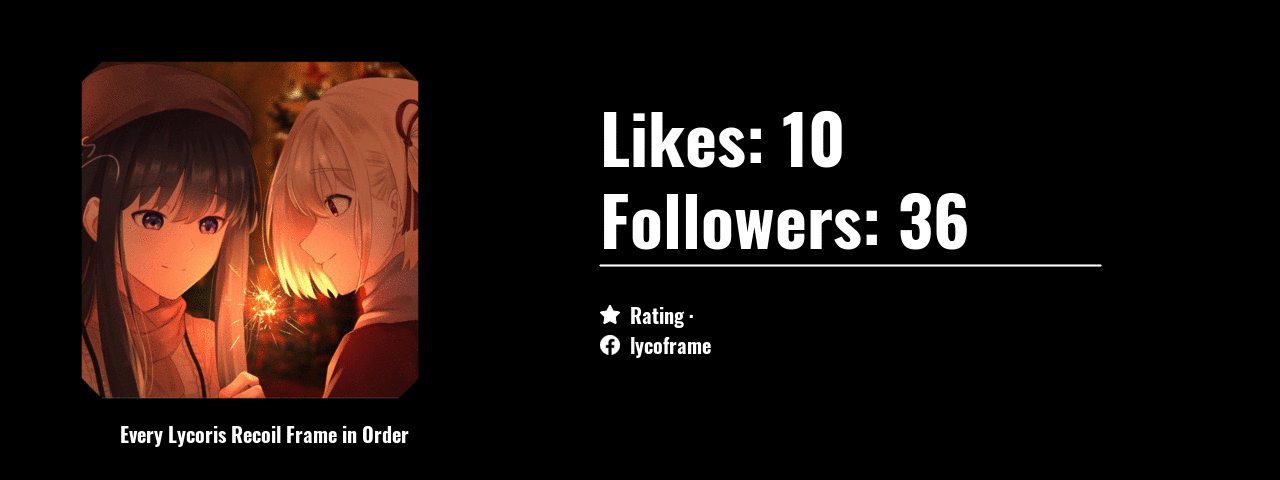 Likes: 10
Followers: 36
Rating ·
lycoframe
Every Lycoris Recoil Frame in Order